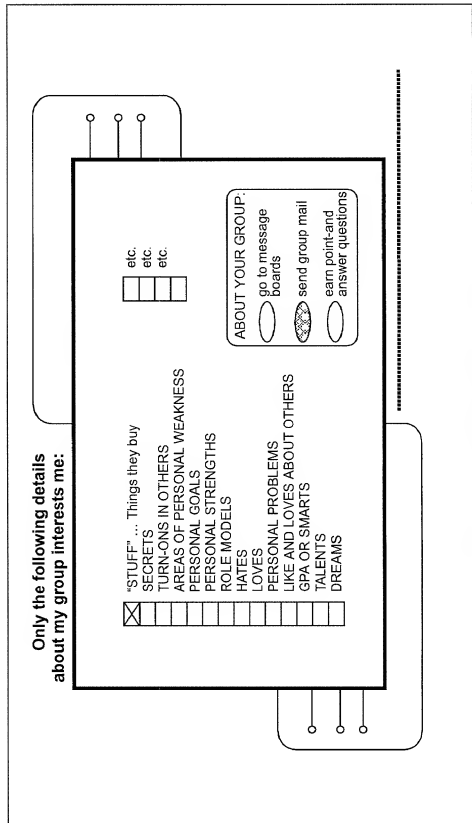 Only the following details
about my group interests me:
"STUFF" ... Things they buy
SECRETS
TURN-ONS IN OTHERS
AREAS OF PERSONAL WEAKNESS
PERSONAL GOALS
PERSONAL STRENGTHS
ROLE MODELS
HATES
LOVES
PERSONAL PROBLEMS
LIKE AND LOVES ABOUT OTHERS
GPA OR SMARTS
TALENTS
DREAMS
etc.
etc.
etc.
ABOUT YOUR GROUP:
go to message
boards
send group mail
earn point-and
answer questions